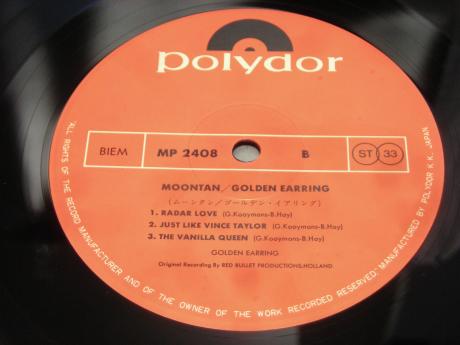 polydor
BIEM MP 2408 B ST 33
MOONTAN/GOLDEN EARRING
(ムーンタン/ゴールデン・イアリング)
1. RADAR LOVE (G.Kooymans-B.Hay)
2. JUST LIKE VINCE TAYLOR (G.Kooymans-B.Hay)
3. THE VANILLA QUEEN (G.Kooymans-B.Hay)
GOLDEN EARRING
Original Recording By RED BULLET PRODUCTIONS,HOLLAND.
"ALL RIGHTS OF THE RECORD MANUFACTURER AND OF THE OWNER OF THE WORK RECORDED RESERVED" MANUFACTURED BY POLYDOR K.K. JAPAN